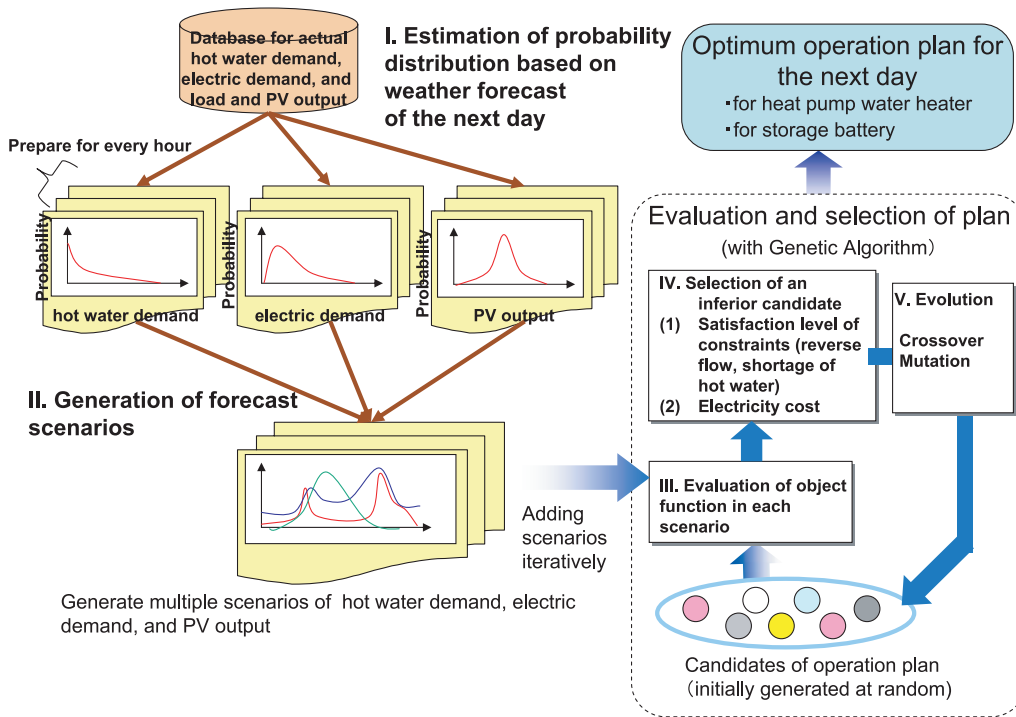 Database for actual
hot water demand,
electric demand, and
load and PV output
I. Estimation of probability
distribution based on
weather forecast
of the next day
Prepare for every hour
Probability
hot water demand
Probability
electric demand
Probability
PV output
II. Generation of forecast
scenarios
Generate multiple scenarios of hot water demand, electric
demand, and PV output
Adding
scenarios
iteratively
Optimum operation plan for
the next day
・for heat pump water heater
・for storage battery
Evaluation and selection of plan
(with Genetic Algorithm）
IV. Selection of an
inferior candidate
(1) Satisfaction level of
constraints (reverse
flow, shortage of
hot water)
(2) Electricity cost
V. Evolution
Crossover
Mutation
III. Evaluation of object
function in each
scenario
Candidates of operation plan
（initially generated at random)